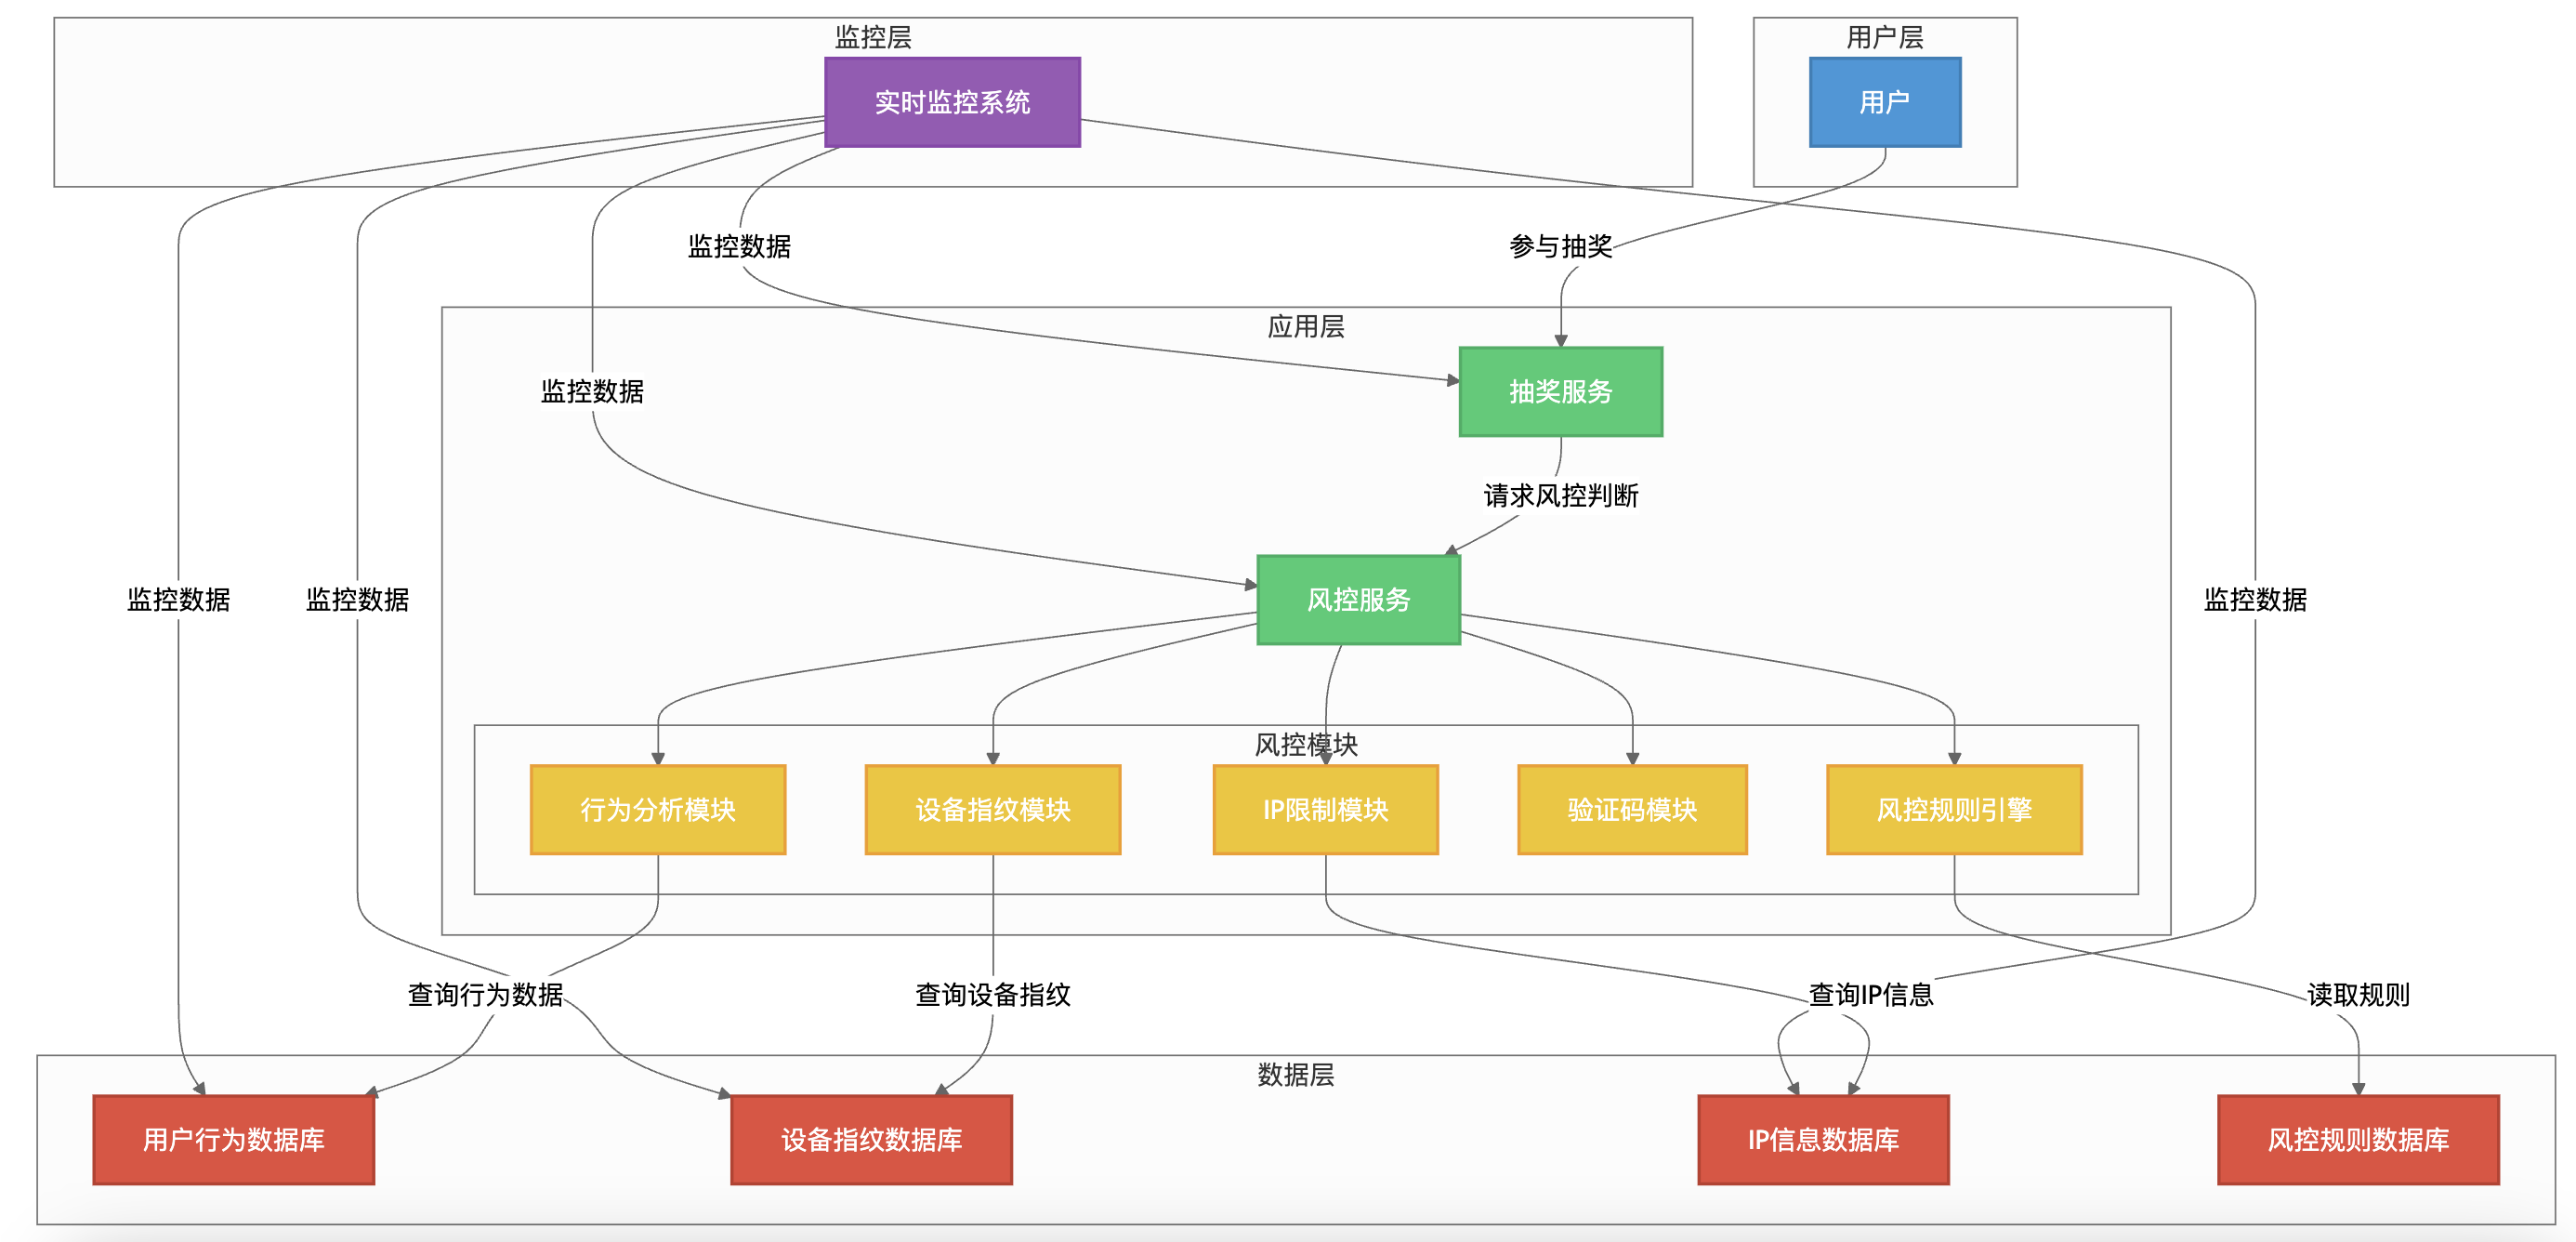 监控层
用户层
实时监控系统
用户
监控数据
参与抽奖
应用层
监控数据
抽奖服务
请求风控判断
监控数据
监控数据
风控服务
监控数据
风控模块
行为分析模块
设备指纹模块
IP限制模块
验证码模块
风控规则引擎
查询行为数据
查询设备指纹
查询IP信息
读取规则
数据层
用户行为数据库
设备指纹数据库
IP信息数据库
风控规则数据库